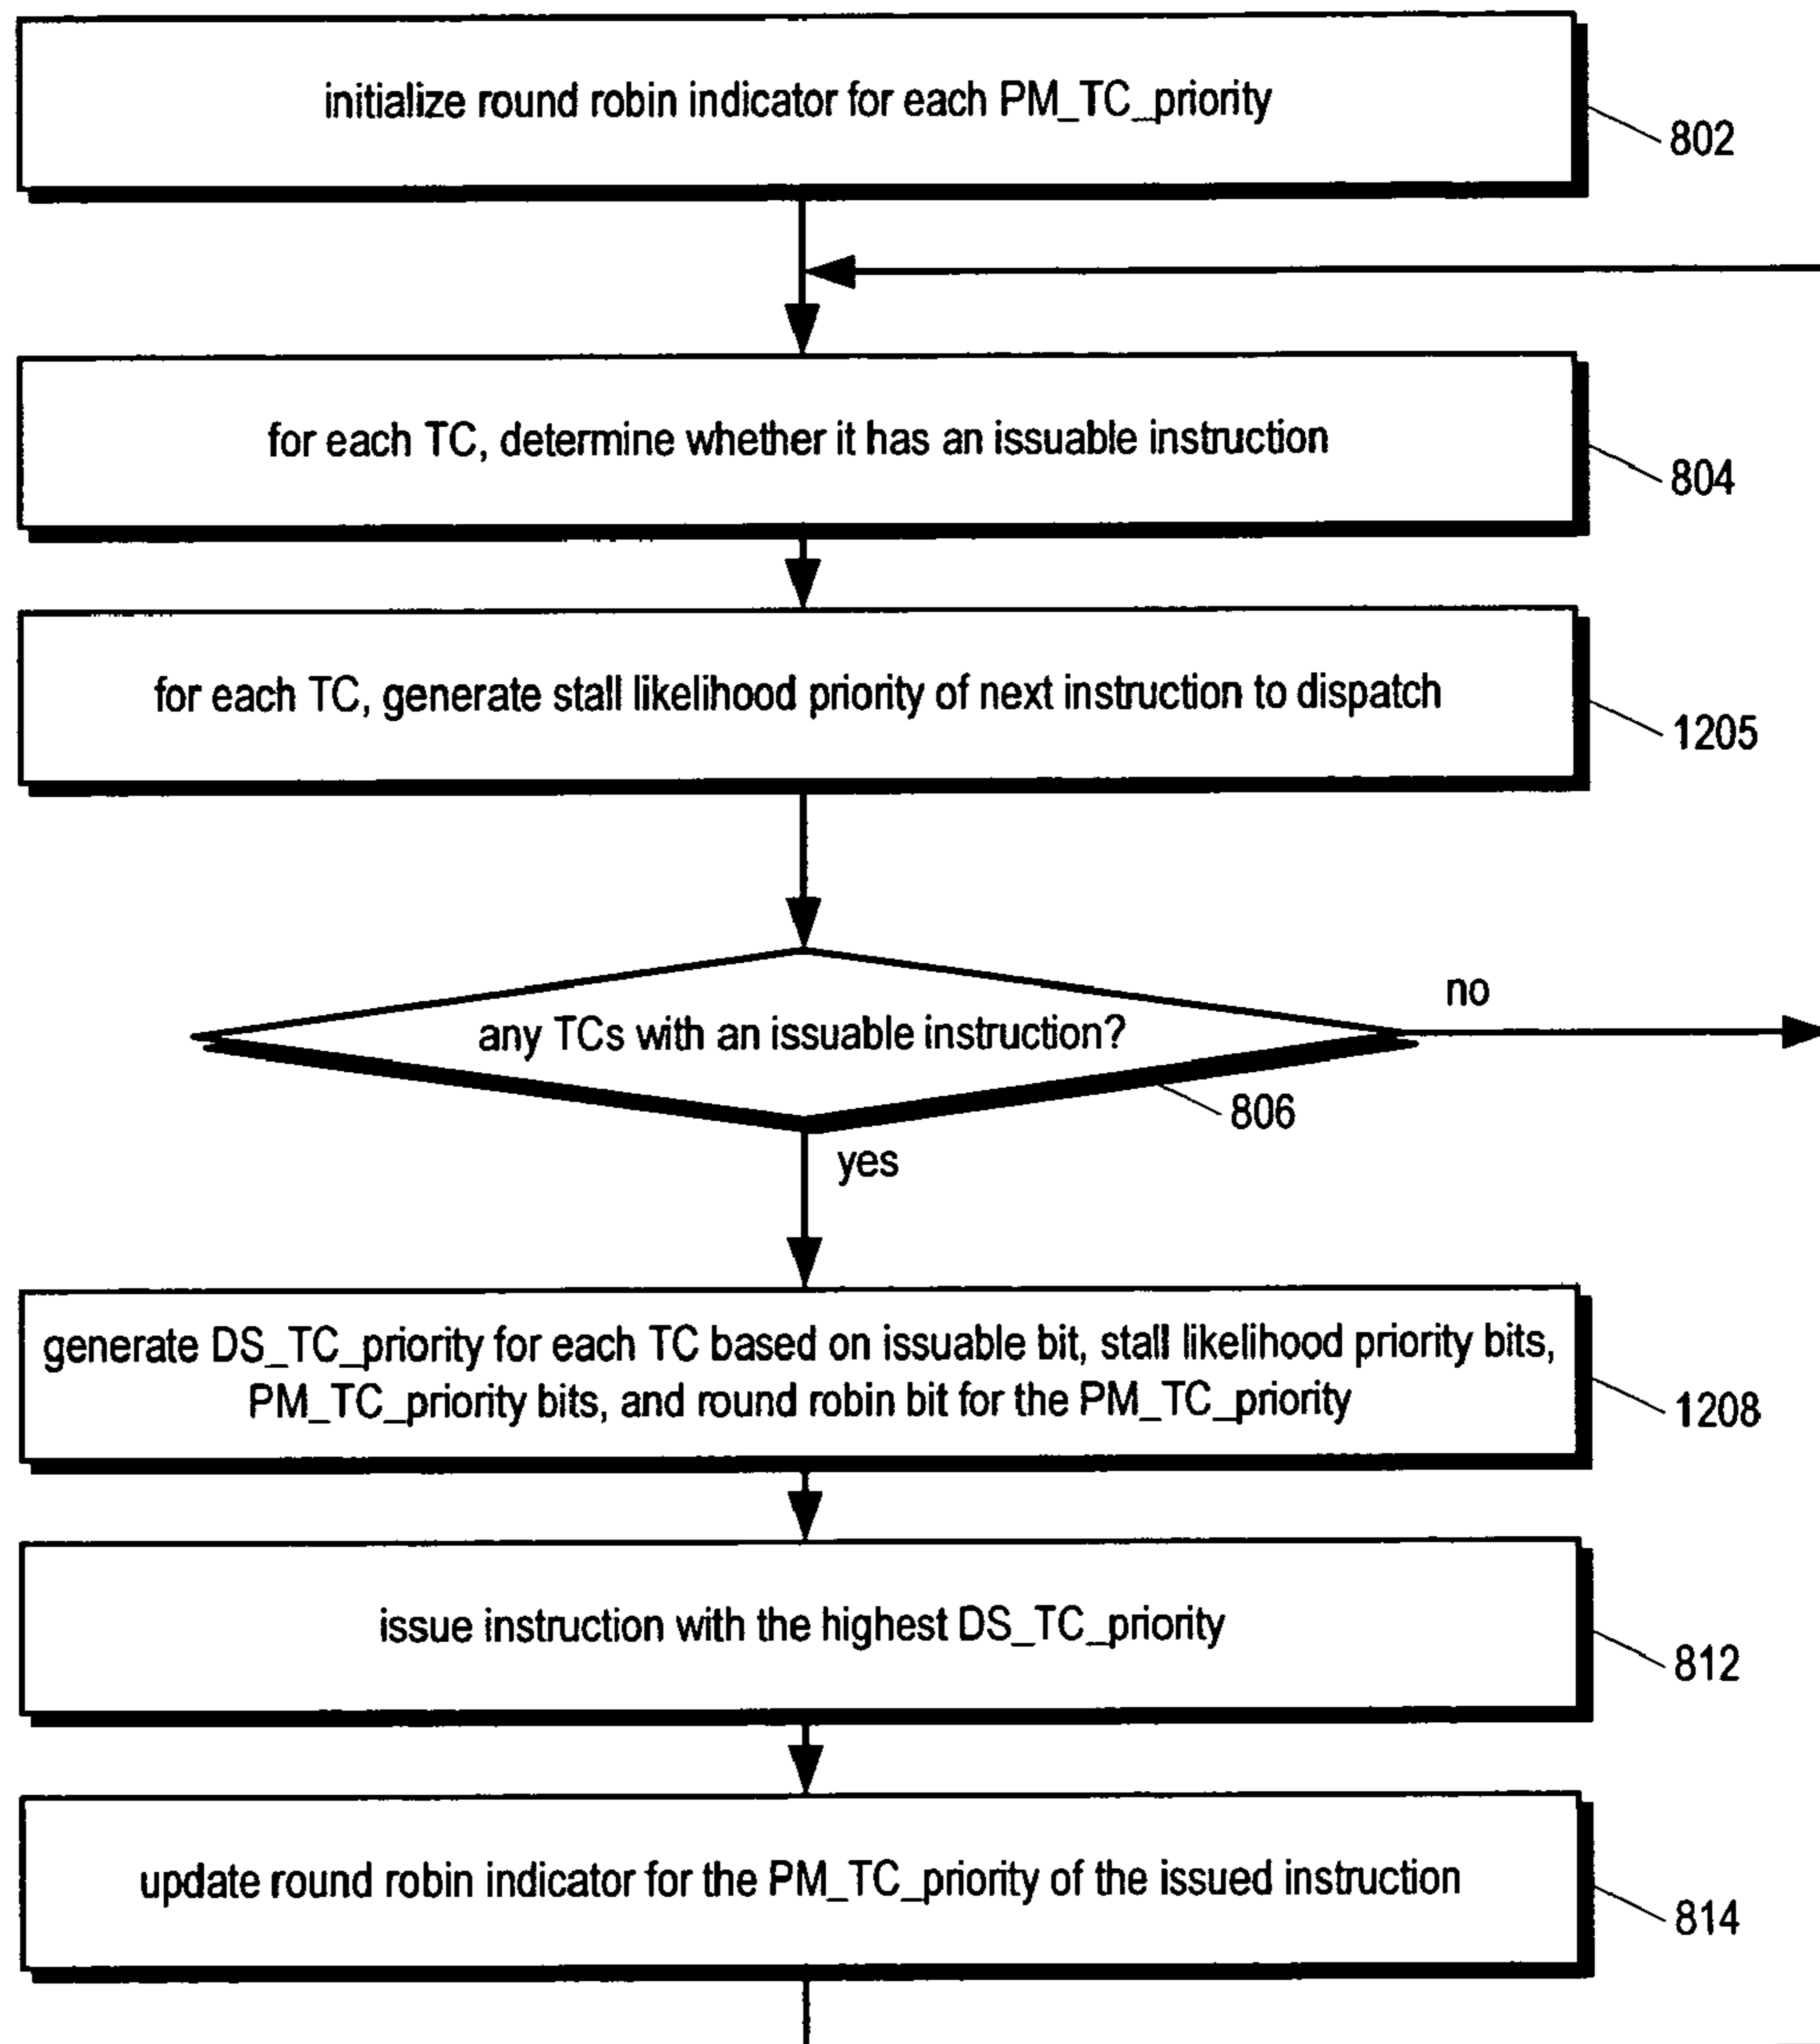 initialize round robin indicator for each PM_TC_priority
802
for each TC, determine whether it has an issuable instruction
804
for each TC, generate stall likelihood priority of next instruction to dispatch
1205
no
any TCs with an issuable instruction?
806
yes
generate DS_TC_priority for each TC based on issuable bit, stall likelihood priority bits,
PM_TC_priority bits, and round robin bit for the PM_TC_priority
1208
issue instruction with the highest DS_TC_priority
812
update round robin indicator for the PM_TC_priority of the issued instruction
814